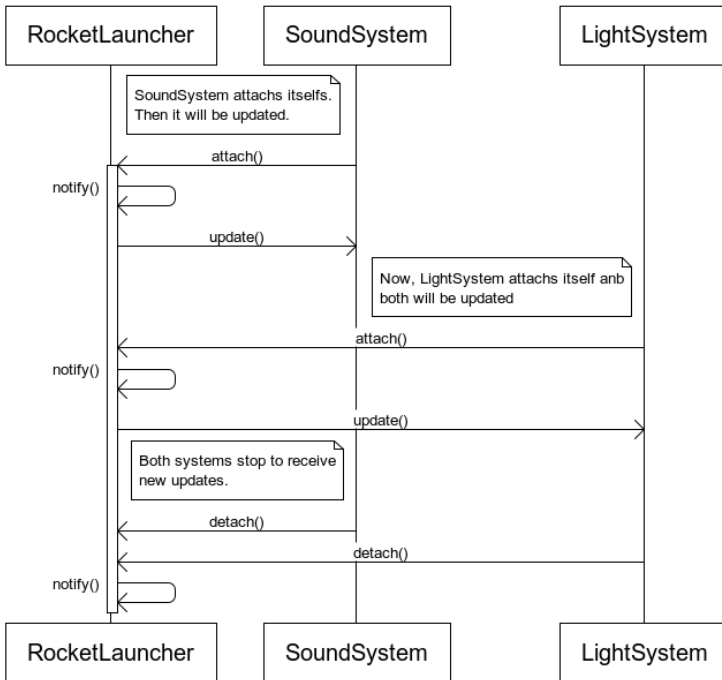 RocketLauncher
SoundSystem
LightSystem
SoundSystem attachs itselfs.
Then it will be updated.
attach()
notify()
update()
Now, LightSystem attachs itself anb
both will be updated
attach()
notify()
update()
Both systems stop to receive
new updates.
detach()
detach()
notify()
RocketLauncher
SoundSystem
LightSystem